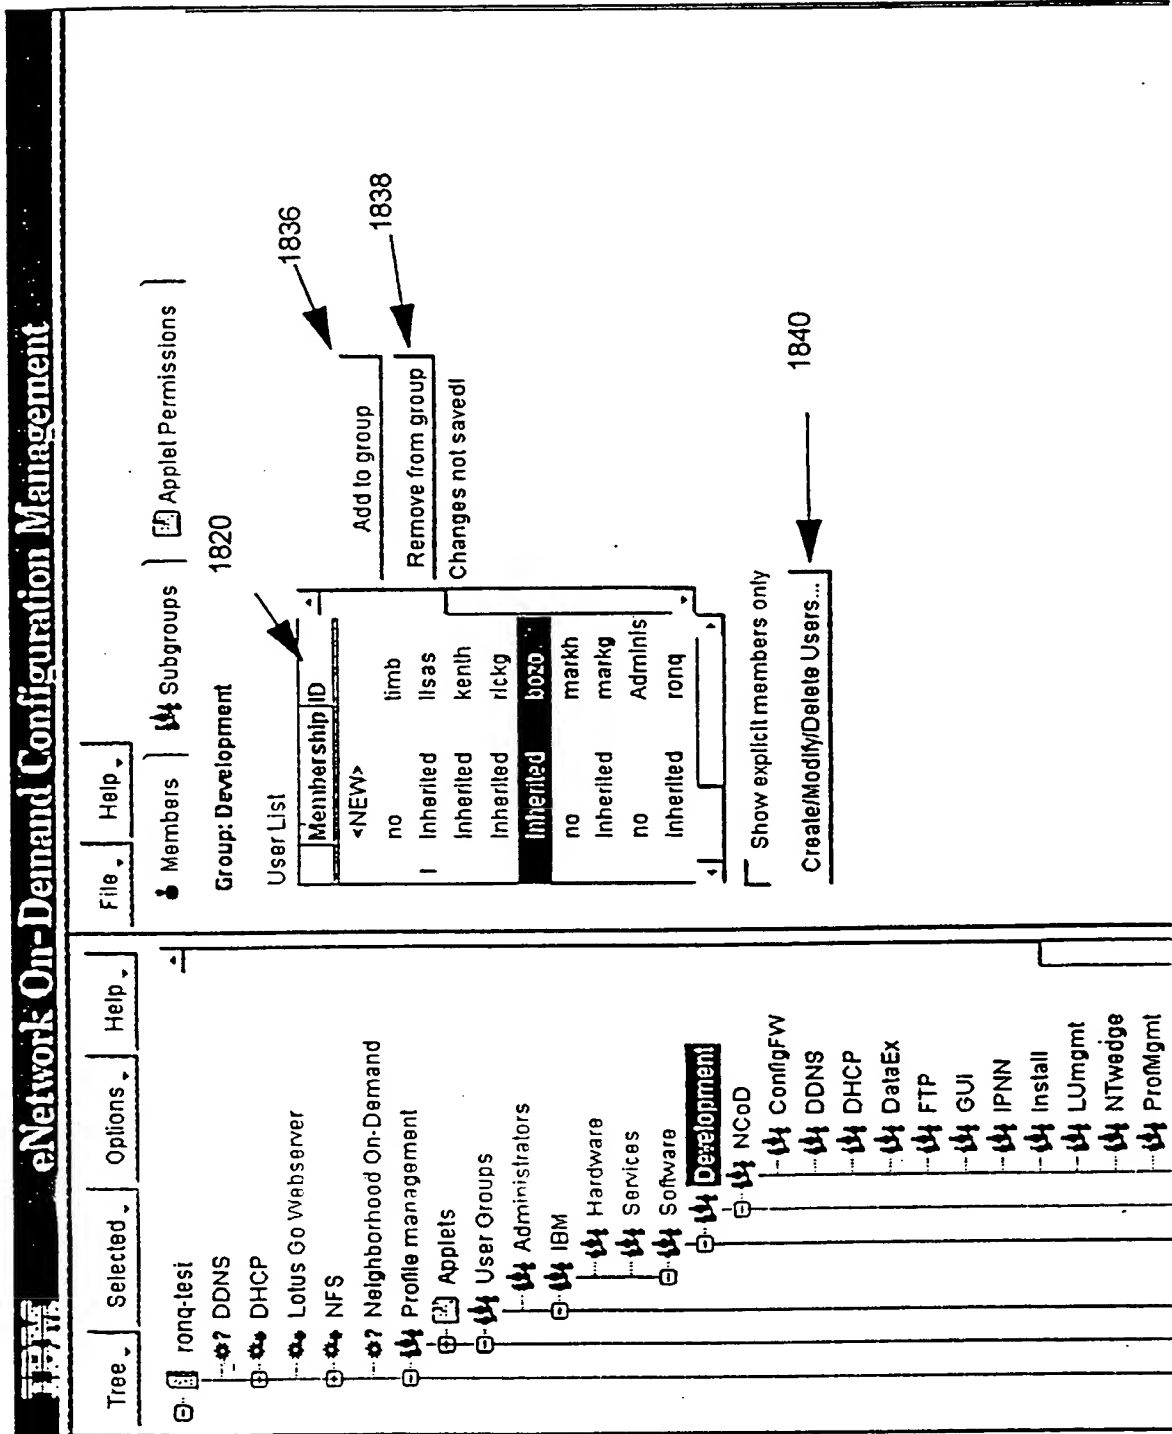 IBM eNetwork On-Demand Configuration Management
Tree Selected Options Help
ronq-test
? DDNS
DHCP
Lotus Go Webserver
NFS
? Neighborhood On-Demand
Profile management
Applets
User Groups
Administrators
IBM
Hardware
Services
Software
Development
NCoD
ConfigFW
DDNS
DHCP
DataEx
FTP
GUI
IPNN
Install
LUmgmt
NTwedge
ProfMgmt
File Help
Members Subgroups Applet Permissions
Group: Development
1820
User List
Membership ID
<NEW>
no timb
Inherited llsas
Inherited kenth
Inherited rickg
Inherited bozo
no markh
Inherited markg
no Adminis
Inherited ronq
Add to group
1836
Remove from group
1838
Changes not saved!
Show explicit members only
Create/Modify/Delete Users...
1840